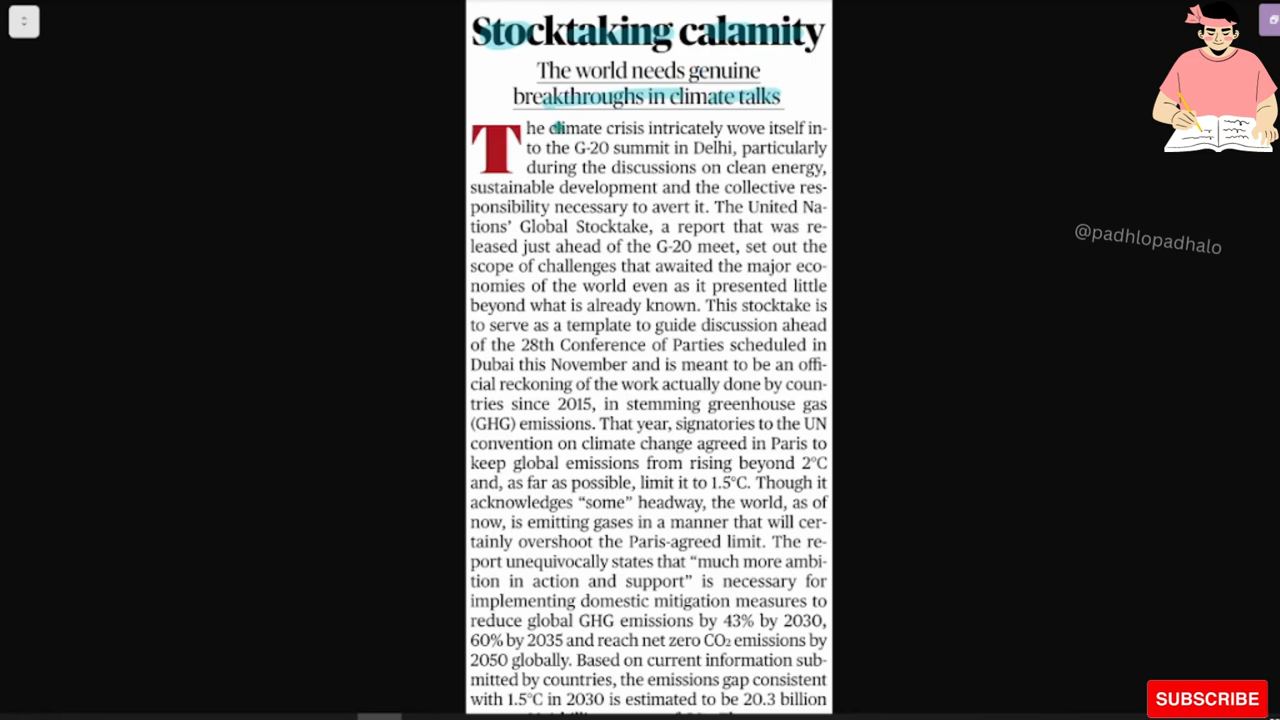 Stocktaking calamity
The world needs genuine
breakthroughs in climate talks
The climate crisis intricately wove itself in-
to the G-20 summit in Delhi, particularly
during the discussions on clean energy,
sustainable development and the collective res-
ponsibility necessary to avert it. The United Na-
tions’ Global Stocktake, a report that was re-
leased just ahead of the G-20 meet, set out the
scope of challenges that awaited the major eco-
nomies of the world even as it presented little
beyond what is already known. This stocktake is
to serve as a template to guide discussion ahead
of the 28th Conference of Parties scheduled in
Dubai this November and is meant to be an offi-
cial reckoning of the work actually done by coun-
tries since 2015, in stemming greenhouse gas
(GHG) emissions. That year, signatories to the UN
convention on climate change agreed in Paris to
keep global emissions from rising beyond 2°C
and, as far as possible, limit it to 1.5°C. Though it
acknowledges “some” headway, the world, as of
now, is emitting gases in a manner that will cer-
tainly overshoot the Paris-agreed limit. The re-
port unequivocally states that “much more ambi-
tion in action and support” is necessary for
implementing domestic mitigation measures to
reduce global GHG emissions by 43% by 2030,
60% by 2035 and reach net zero CO₂ emissions by
2050 globally. Based on current information sub-
mitted by countries, the emissions gap consistent
with 1.5°C in 2030 is estimated to be 20.3 billion
@padhlopadhalo
SUBSCRIBE